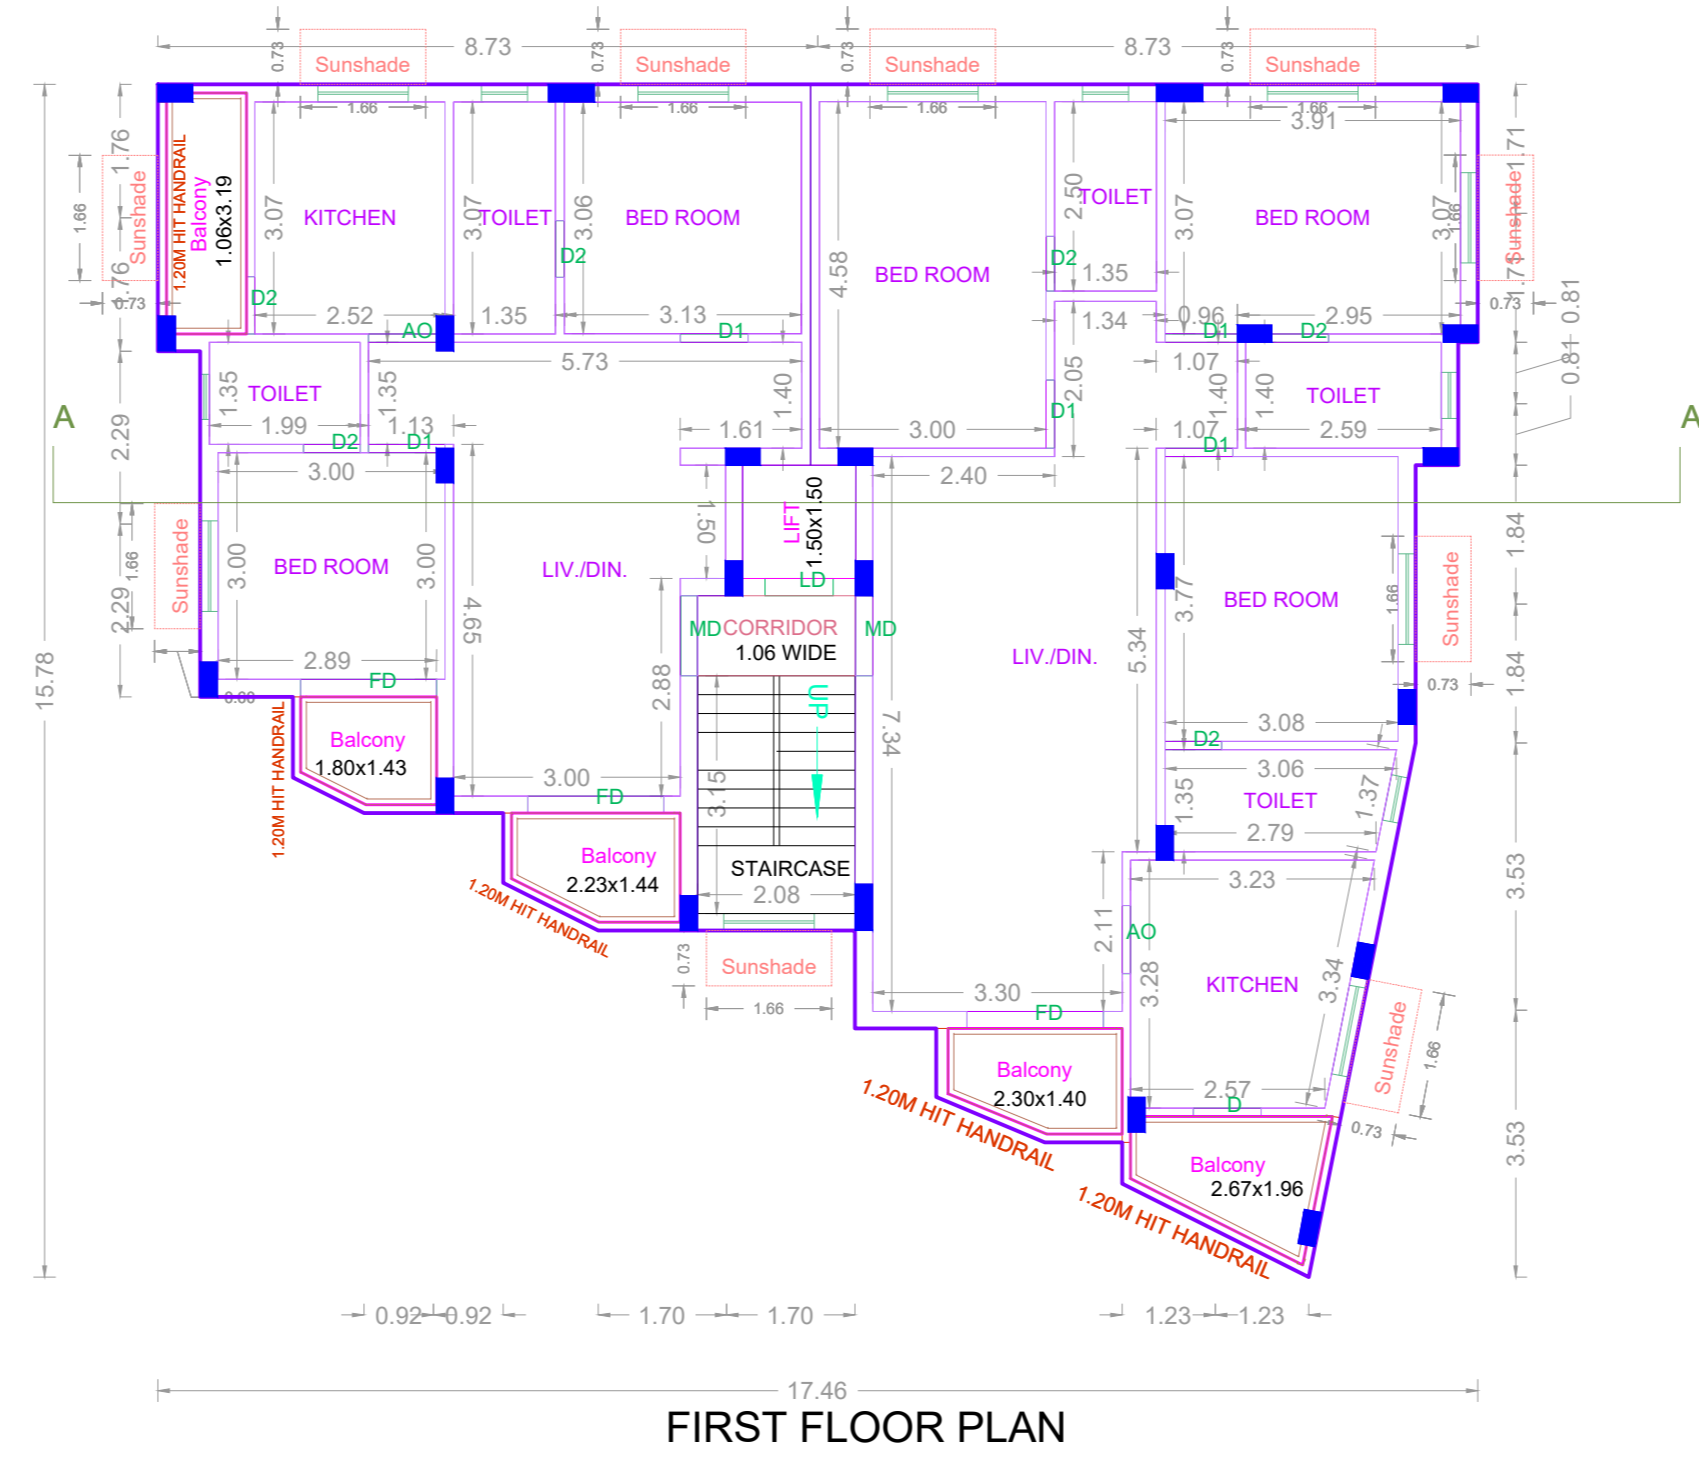 8.73
8.73
0.73
Sunshade
0.73
Sunshade
0.73
Sunshade
0.73
Sunshade
1.66
1.66
1.66
1.66
3.91
1.76
1.76
1.66
Sunshade
0.73
1.20M HIT HANDRAIL
Balcony
1.06x3.19
3.07
KITCHEN
D2
2.52
AO
3.07
TOILET
1.35
D2
3.06
BED ROOM
3.13
D1
4.58
BED ROOM
3.00
D2
2.50
TOILET
1.35
1.34
2.05
D1
3.07
BED ROOM
3.07
0.96
D1
D2
2.95
1.66
Sunshade
1.71
1.71
0.73
0.81
0.81
5.73
1.35
TOILET
1.99
D2
1.35
1.13
D1
1.61
1.40
1.07
1.40
1.07
D1
1.40
TOILET
2.59
A
A
2.29
2.29
3.00
3.00
BED ROOM
3.00
2.89
FD
1.66
Sunshade
15.78
4.65
LIV./DIN.
1.50
LIFT
1.50x1.50
LD
2.40
MD
CORRIDOR
1.06 WIDE
MD
2.88
UP
3.15
STAIRCASE
2.08
7.34
LIV./DIN.
5.34
3.77
BED ROOM
3.08
D2
1.66
Sunshade
0.73
1.84
1.84
3.06
1.35
TOILET
1.37
2.79
3.53
3.53
Balcony
1.80x1.43
1.20M HIT HANDRAIL
3.00
FD
Balcony
2.23x1.44
1.20M HIT HANDRAIL
0.73
Sunshade
1.66
3.23
2.11
AO
3.28
KITCHEN
3.34
2.57
D
3.30
FD
Sunshade
1.66
0.73
Balcony
2.30x1.40
1.20M HIT HANDRAIL
Balcony
2.67x1.96
1.20M HIT HANDRAIL
0.92
0.92
1.70
1.70
1.23
1.23
17.46
FIRST FLOOR PLAN